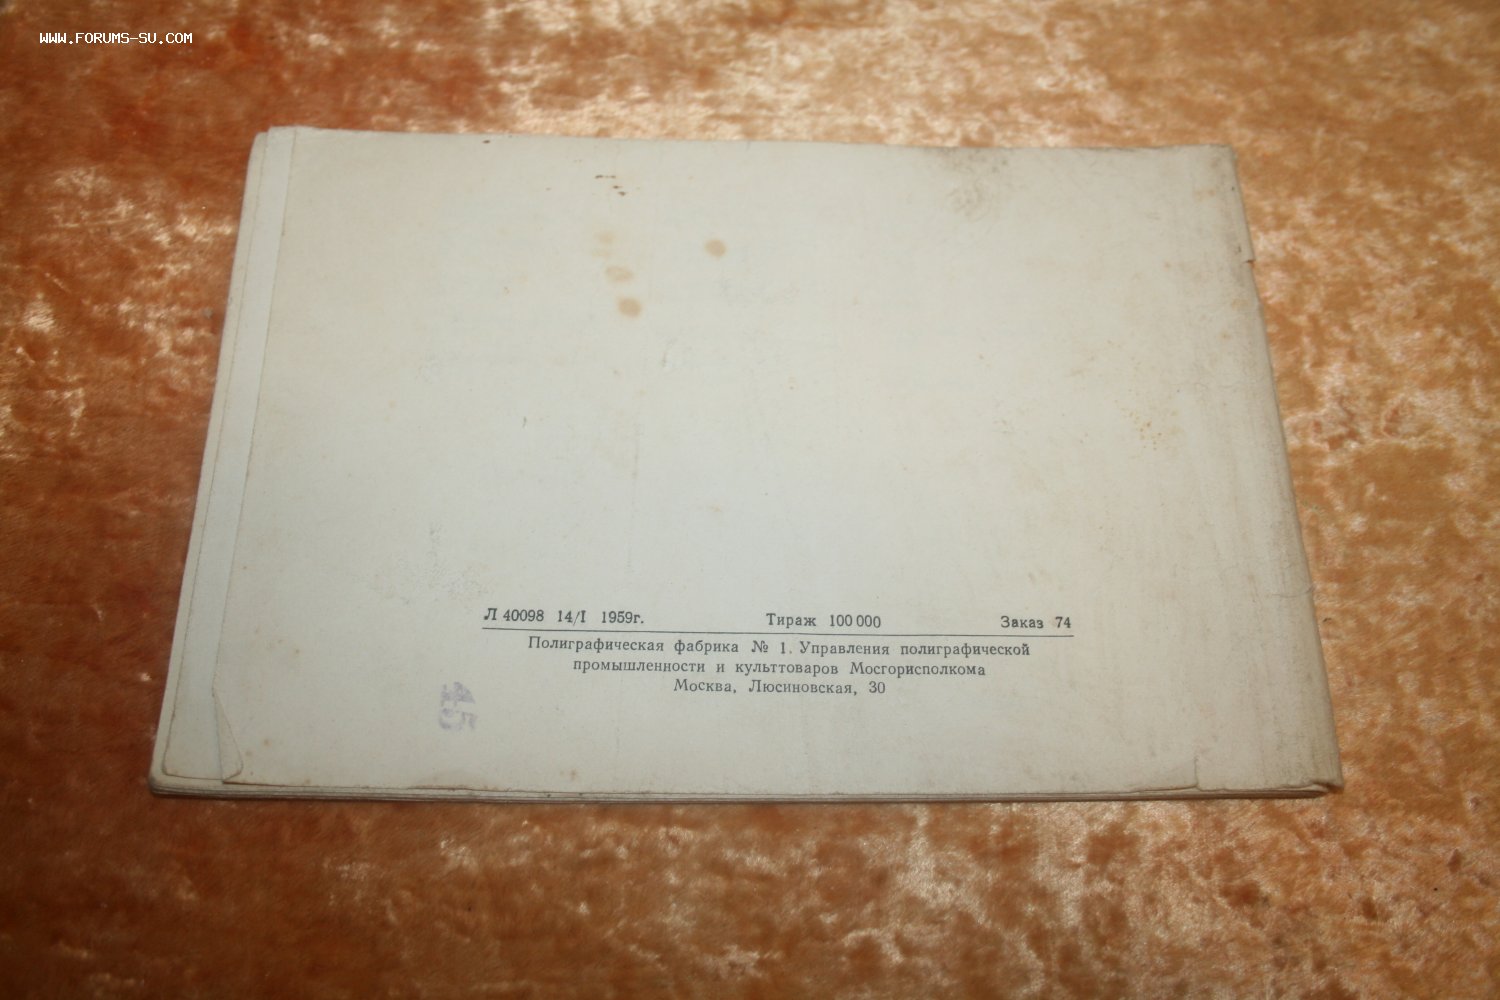 WWW.FORUMS-SU.COM
Л 40098 14/I 1959г. Тираж 100 000 Заказ 74
Полиграфическая фабрика № 1. Управления полиграфической
промышленности и культтоваров Мосгорисполкома
Москва, Люсиновская, 30
45